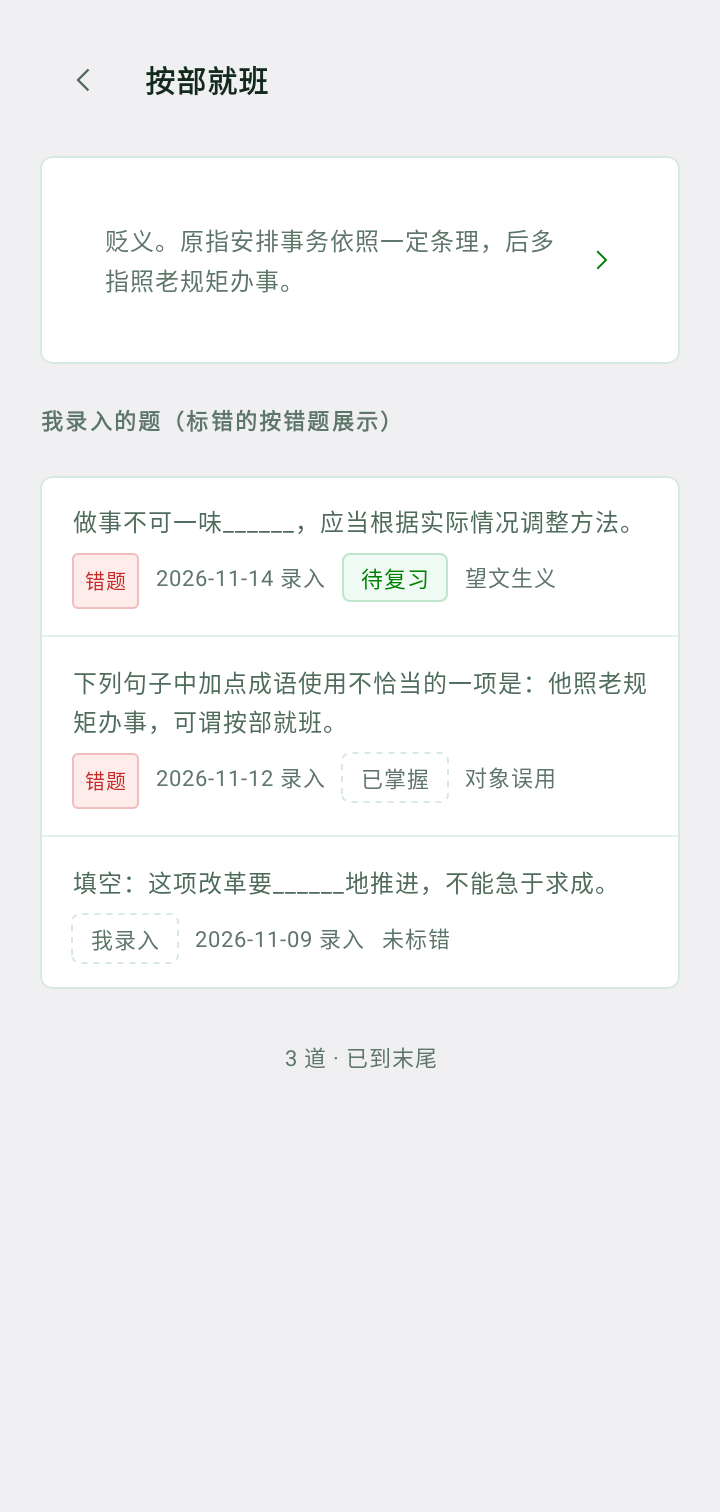 按部就班
贬义。原指安排事务依照一定条理，后多
指照老规矩办事。
我录入的题（标错的按错题展示）
做事不可一味______，应当根据实际情况调整方法。
错题 2026-11-14 录入 待复习 望文生义
下列句子中加点成语使用不恰当的一项是：他照老规
矩办事，可谓按部就班。
错题 2026-11-12 录入 已掌握 对象误用
填空：这项改革要______地推进，不能急于求成。
我录入 2026-11-09 录入 未标错
3 道 · 已到末尾